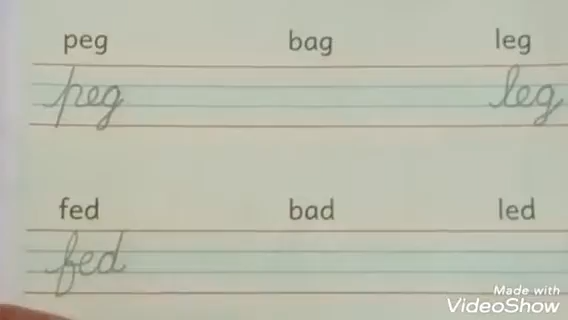 peg bag leg
peg leg
fed bad led
fed
Made with
VideoShow